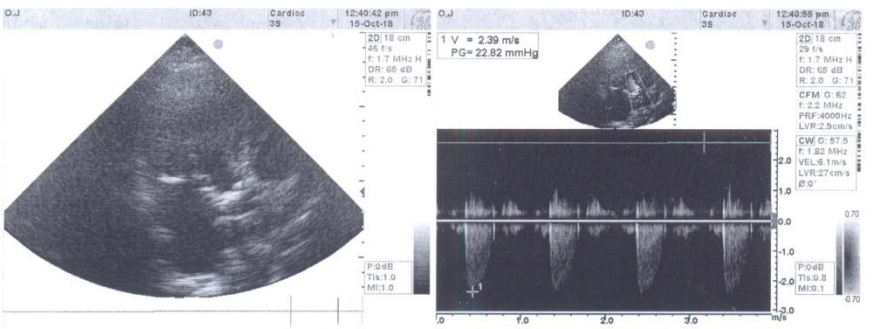 O.J ID:43 Cardiac 12:40:42 pm
3S 15-Oct-18
2D 18 cm
46 f/s
f: 1.7 MHz H
DR: 65 dB
R: 2.0 G: 71
P:0dB
TIs:1.0
MI:1.0
O.J ID:43 Cardiac 12:40:55 pm
3S 15-Oct-18
1 V = 2.39 m/s
PG= 22.82 mmHg
2D 18 cm
29 f/s
f: 1.7 MHz H
DR: 65 dB
R: 2.0 G: 71
CFM G: 62
f: 2.2 MHz
PRF:4000Hz
LVR:2.9cm/s
CW G: 57.5
f: 1.82 MHz
VEL:6.1m/s
LVR:27cm/s
Ø:0°
2.0
1.0
0.0
-1.0
-2.0
-3.0
m/s
1
.0 1.0 2.0 3.0
0.70
-0.70
P:0dB
TIs:0.8
MI:0.1